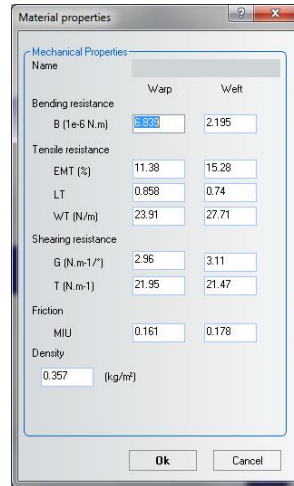 Material properties
Mechanical Properties
Name
Warp Weft
Bending resistance
B (1e-6 N.m) 6.839 2.195
Tensile resistance
EMT (%) 11.38 15.28
LT 0.858 0.74
WT (N/m) 23.91 27.71
Shearing resistance
G (N.m-1/°) 2.96 3.11
T (N.m-1) 21.95 21.47
Friction
MIU 0.161 0.178
Density
0.357 (kg/m²)
Ok Cancel